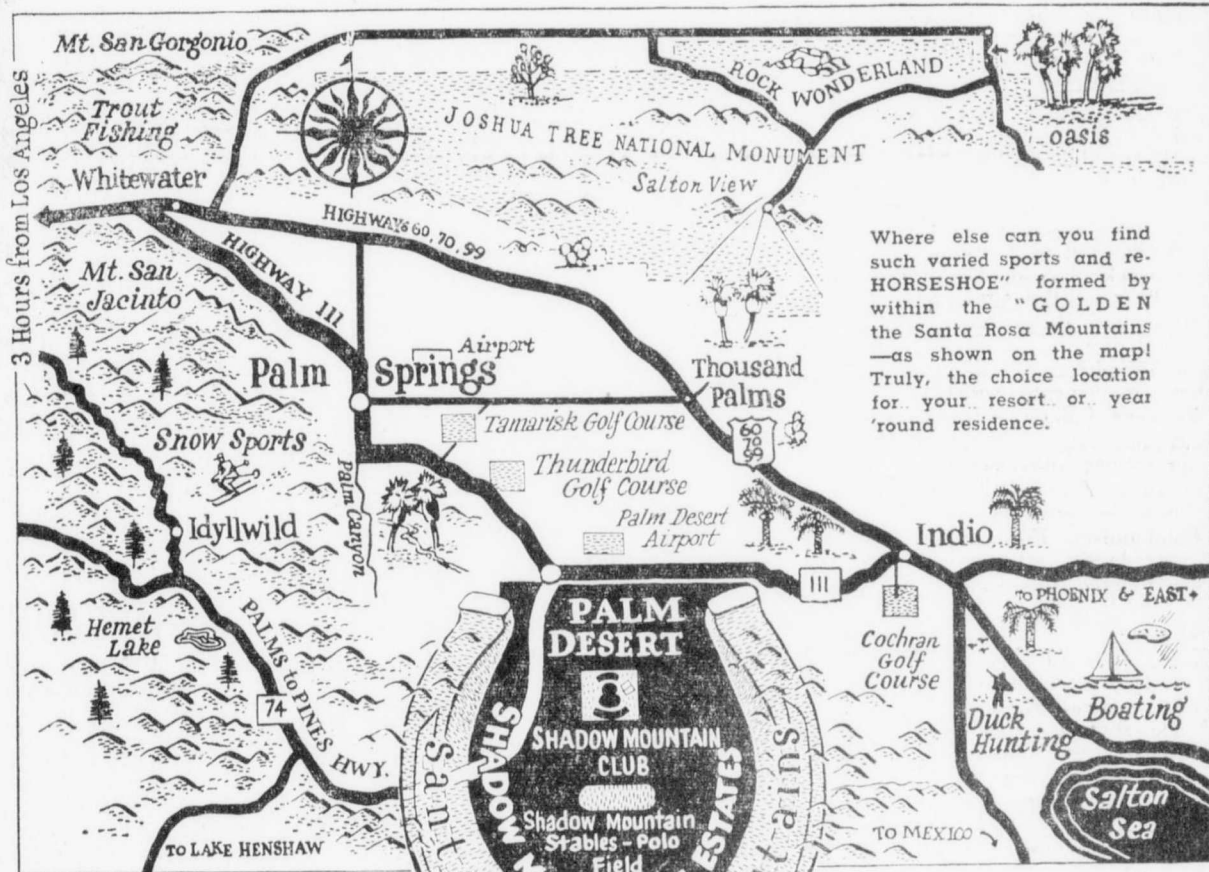 Mt. San Gorgonio
Trout
Fishing
Whitewater
3 Hours from Los Angeles
JOSHUA TREE NATIONAL MONUMENT
ROCK WONDERLAND
oasis
Salton View
HIGHWAYS 60, 70, 99
HIGHWAY 111
Mt. San
Jacinto
Where else can you find
such varied sports and re-
HORSESHOE" formed by
within the "GOLDEN
the Santa Rosa Mountains
—as shown on the map!
Truly, the choice location
for.. your.. resort.. or.. year
'round residence.
Airport
Palm Springs
Thousand
Palms
60
70
99
Tamarisk Golf Course
Thunderbird
Golf Course
Palm Desert
Airport
Snow Sports
Palm Canyon
Idyllwild
Indio
111
TO PHOENIX & EAST
Hemet
Lake
PALMS to PINES HWY.
74
TO LAKE HENSHAW
PALM
DESERT
SHADOW MOUNTAIN
CLUB
Shadow Mountain
Stables - Polo
Field
SHADOW M
ESTATES
Sant
tains
Cochran
Golf
Course
Duck
Hunting
Boating
TO MEXICO
Salton
Sea